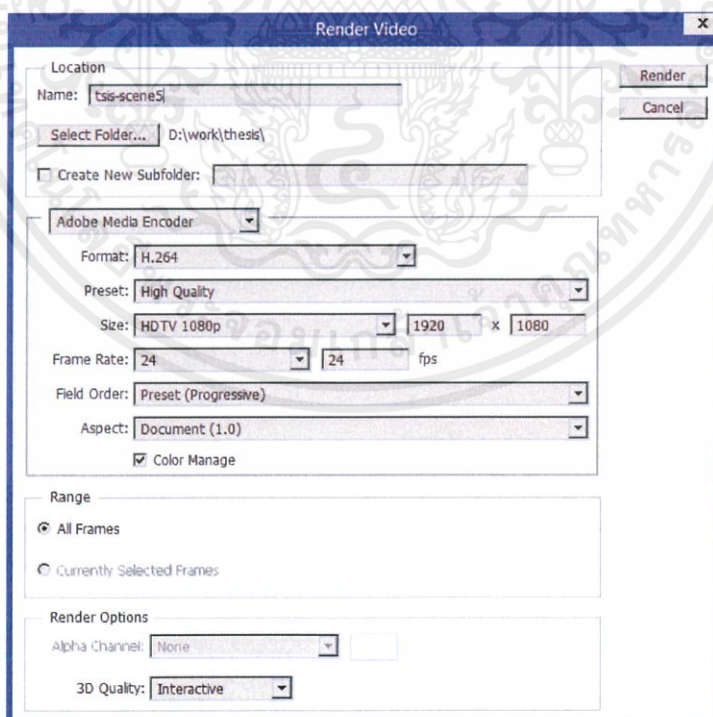 Render Video
x
Location
Name: tsis-scene5
Select Folder... D:\work\thesis\
Create New Subfolder:
Render
Cancel
Adobe Media Encoder
Format: H.264
Preset: High Quality
Size: HDTV 1080p 1920 x 1080
Frame Rate: 24 24 fps
Field Order: Preset (Progressive)
Aspect: Document (1.0)
Color Manage
Range
All Frames
Currently Selected Frames
Render Options
Alpha Channel: None
3D Quality: Interactive